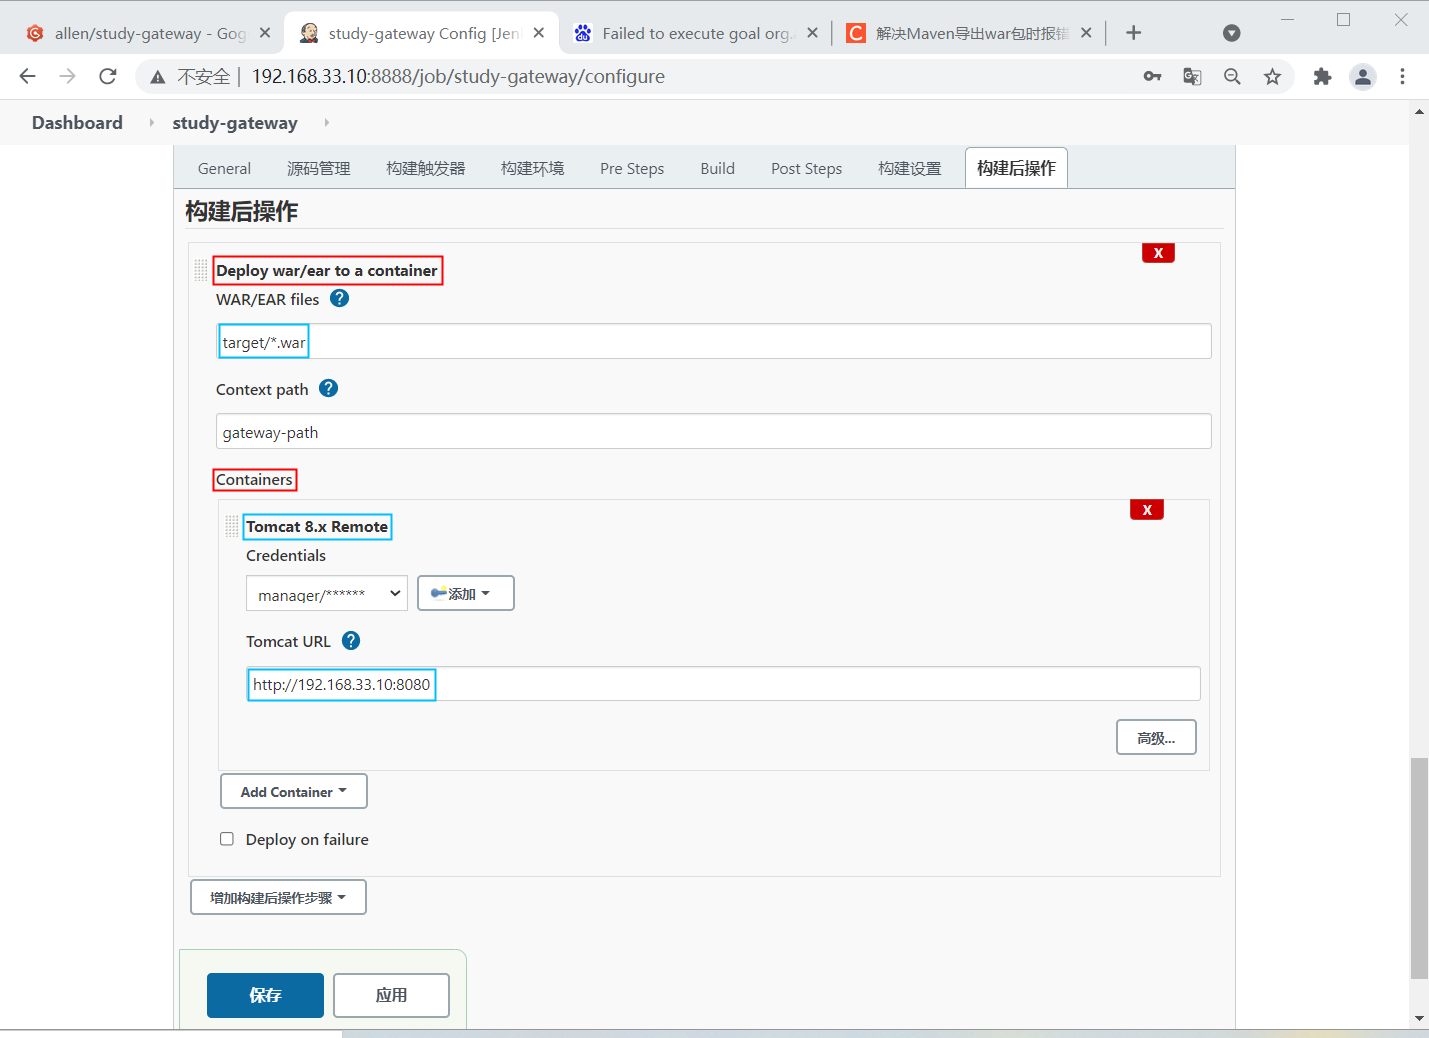 allen/study-gateway - Gog
study-gateway Config [Jen
Failed to execute goal org.
解决Maven导出war包时报错
不安全 | 192.168.33.10:8888/job/study-gateway/configure
Dashboard
study-gateway
General
源码管理
构建触发器
构建环境
Pre Steps
Build
Post Steps
构建设置
构建后操作
构建后操作
X
Deploy war/ear to a container
WAR/EAR files ?
target/*.war
Context path ?
gateway-path
Containers
X
Tomcat 8.x Remote
Credentials
manager/******
添加
Tomcat URL ?
http://192.168.33.10:8080
高级...
Add Container
Deploy on failure
增加构建后操作步骤
保存
应用